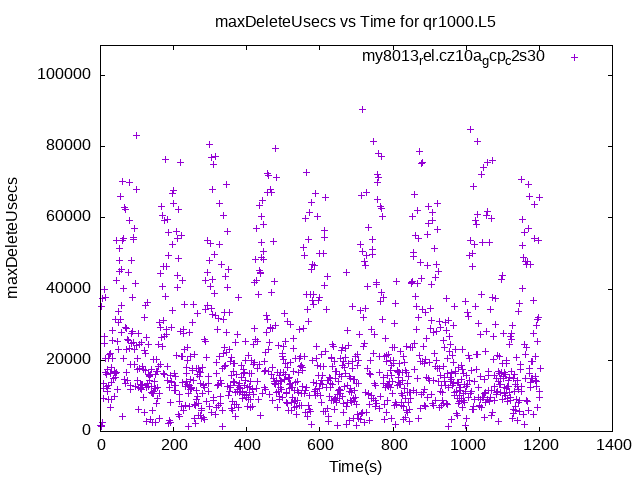 maxDeleteUsecs vs Time for qr1000.L5
my8013rel.cz10agcpc2s30
100000
80000
60000
40000
20000
0
maxDeleteUsecs
0 200 400 600 800 1000 1200 1400
Time(s)